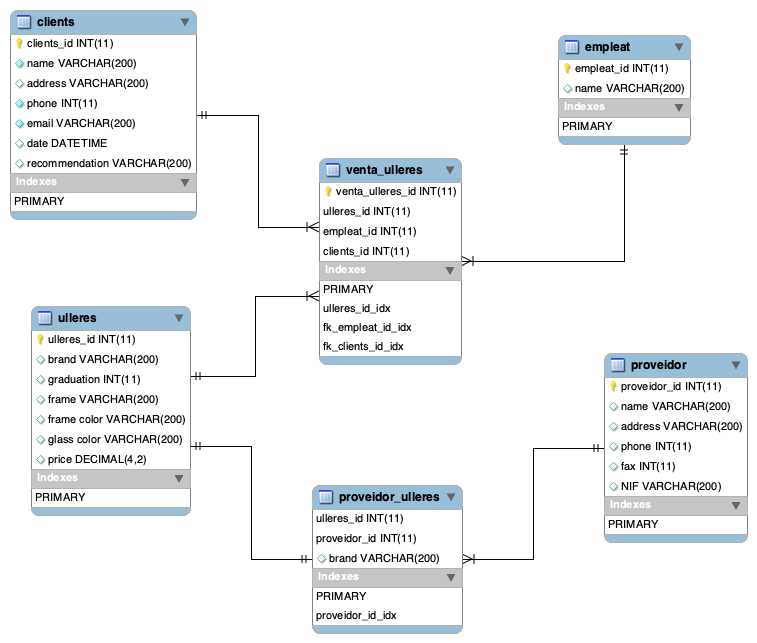 clients
clients_id INT(11)
name VARCHAR(200)
address VARCHAR(200)
phone INT(11)
email VARCHAR(200)
date DATETIME
recommendation VARCHAR(200)
Indexes
PRIMARY
empleat
empleat_id INT(11)
name VARCHAR(200)
Indexes
PRIMARY
venta_ulleres
venta_ulleres_id INT(11)
ulleres_id INT(11)
empleat_id INT(11)
clients_id INT(11)
Indexes
PRIMARY
ulleres_id_idx
fk_empleat_id_idx
fk_clients_id_idx
ulleres
ulleres_id INT(11)
brand VARCHAR(200)
graduation INT(11)
frame VARCHAR(200)
frame color VARCHAR(200)
glass color VARCHAR(200)
price DECIMAL(4,2)
Indexes
PRIMARY
proveidor
proveidor_id INT(11)
name VARCHAR(200)
address VARCHAR(200)
phone INT(11)
fax INT(11)
NIF VARCHAR(200)
Indexes
PRIMARY
proveidor_ulleres
ulleres_id INT(11)
proveidor_id INT(11)
brand VARCHAR(200)
Indexes
PRIMARY
proveidor_id_idx